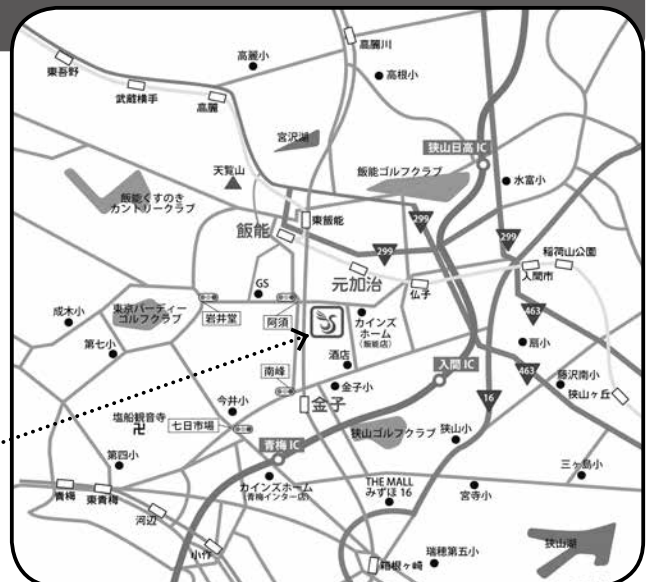 東吾野
武蔵横手
高麗
高麗小
高麗川
高根小
宮沢湖
狭山日高 IC
天覧山
飯能ゴルフクラブ
水富小
飯能くすのき
カントリークラブ
東飯能
飯能
299
299
299
稲荷山公園
入間市
元加治
仏子
GS
成木小
東京バーディー
ゴルフクラブ
岩井堂
阿須
カインズ
ホーム
（飯能店）
463
第七小
酒店
扇小
入間 IC
463
南峰
金子小
藤沢南小
狭山ヶ丘
16
今井小
金子
塩船観音寺
卍
七日市場
狭山ゴルフクラブ
狭山小
青梅 IC
第四小
三ヶ島小
カインズホーム
（青梅インター店）
THE MALL
みずほ 16
宮寺小
青梅
東青梅
河辺
小作
箱根ヶ崎
瑞穂第五小
狭山湖